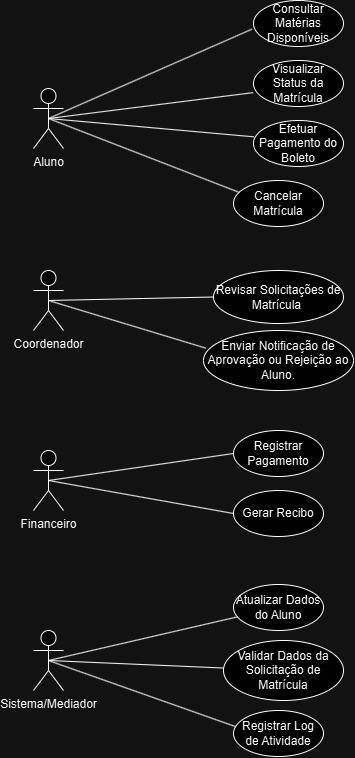 Consultar
Matérias
Disponíveis
Visualizar
Status da
Matrícula
Efetuar
Pagamento do
Boleto
Aluno
Cancelar
Matrícula
Revisar Solicitações de
Matrícula
Coordenador
Enviar Notificação de
Aprovação ou Rejeição ao
Aluno.
Registrar
Pagamento
Gerar Recibo
Financeiro
Atualizar Dados
do Aluno
Validar Dados da
Solicitação de
Matrícula
Sistema/Mediador
Registrar Log
de Atividade